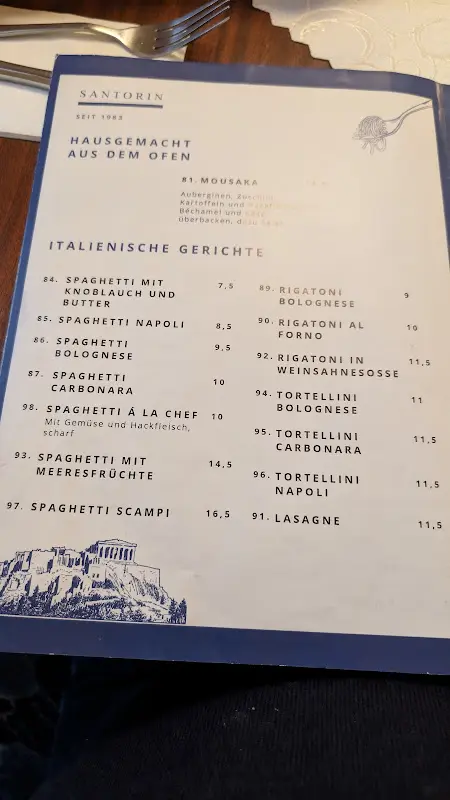 SANTORIN
SEIT 1983
HAUSGEMACHT
AUS DEM OFEN
81. MOUSAKA
Auberginen, Zucchini,
Kartoffeln und
Béchamel und
überbacken, dazu
ITALIENISCHE GERICHTE
84. SPAGHETTI MIT 7,5
KNOBLAUCH UND
BUTTER
85. SPAGHETTI NAPOLI 8,5
86. SPAGHETTI 9,5
BOLOGNESE
87. SPAGHETTI 10
CARBONARA
98. SPAGHETTI Á LA CHEF 10
Mit Gemüse und Hackfleisch,
scharf
93. SPAGHETTI MIT 14,5
MEERESFRÜCHTE
97. SPAGHETTI SCAMPI 16,5
89. RIGATONI 9
BOLOGNESE
90. RIGATONI AL 10
FORNO
92. RIGATONI IN 11,5
WEINSAHNESOSSE
94. TORTELLINI 11
BOLOGNESE
95. TORTELLINI 11,5
CARBONARA
96. TORTELLINI 11,5
NAPOLI
91. LASAGNE 11,5